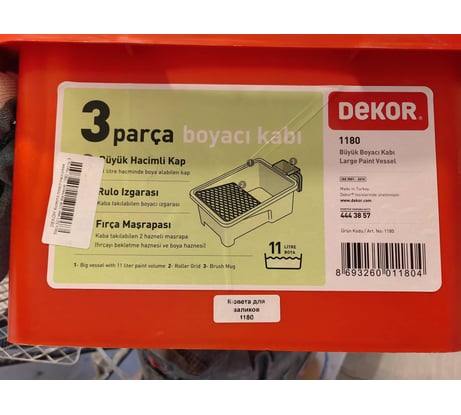 3 parça boyacı kabı
Büyük Hacimli Kap
litre haciminde boya alabilen kap
Rulo Izgarası
Kaba takılabilen boyacı ızgarası
Fırça Maşrapası
Kaba takılabilen 2 hazneli maşrapa
(fırçayı bekletme haznesi ve boya haznesi)
11 LITRE
BOYA
1- Big vessel with 11 liter paint volume 2- Roller Grid 3- Brush Mug
DEKOR
1180
Büyük Boyacı Kabı
Large Paint Vessel
Made in Turkey
www.dekor.com
444 38 57
Ürün Kodu / Art. No: 1180
8 693260 011804
Кювета для
валиков
1180